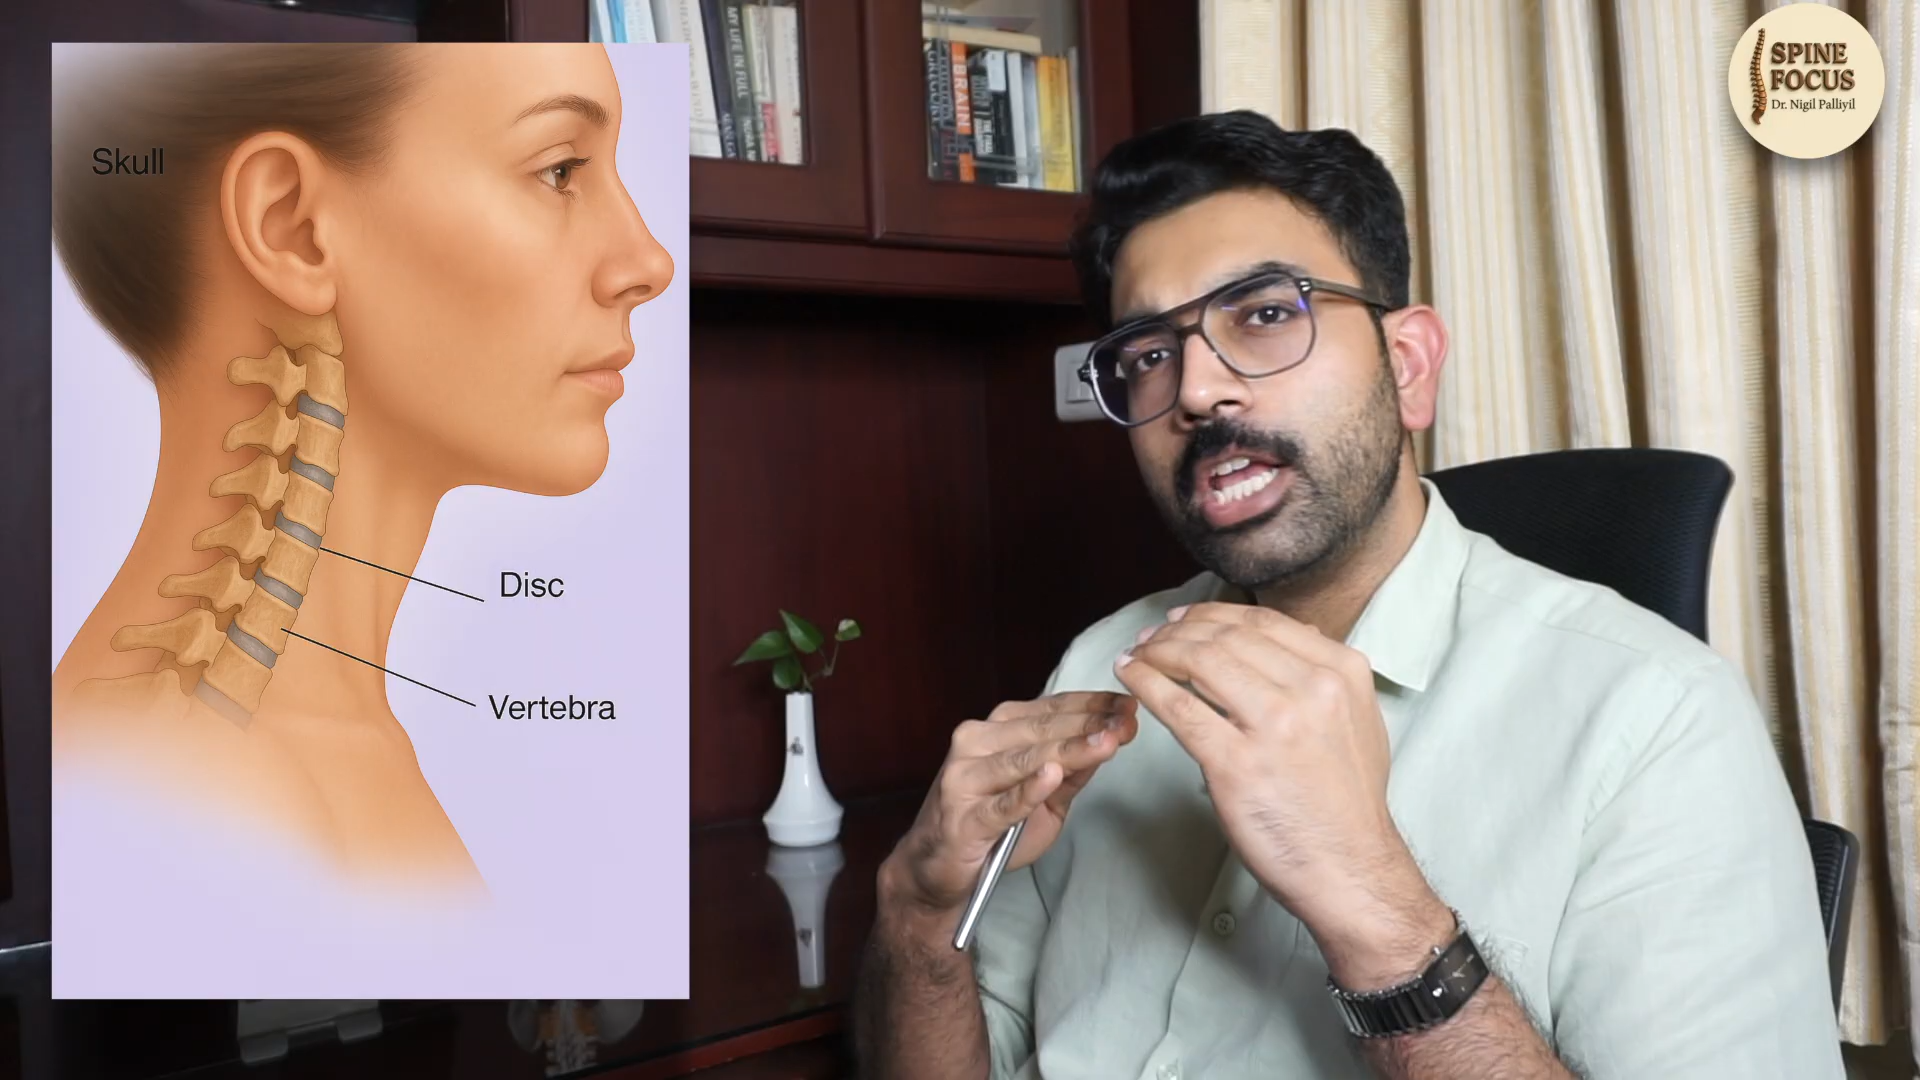 Skull
Disc
Vertebra
SPINE
FOCUS
Dr. Nigil Palliyil
MY LIFE IN FULL
BRAIN